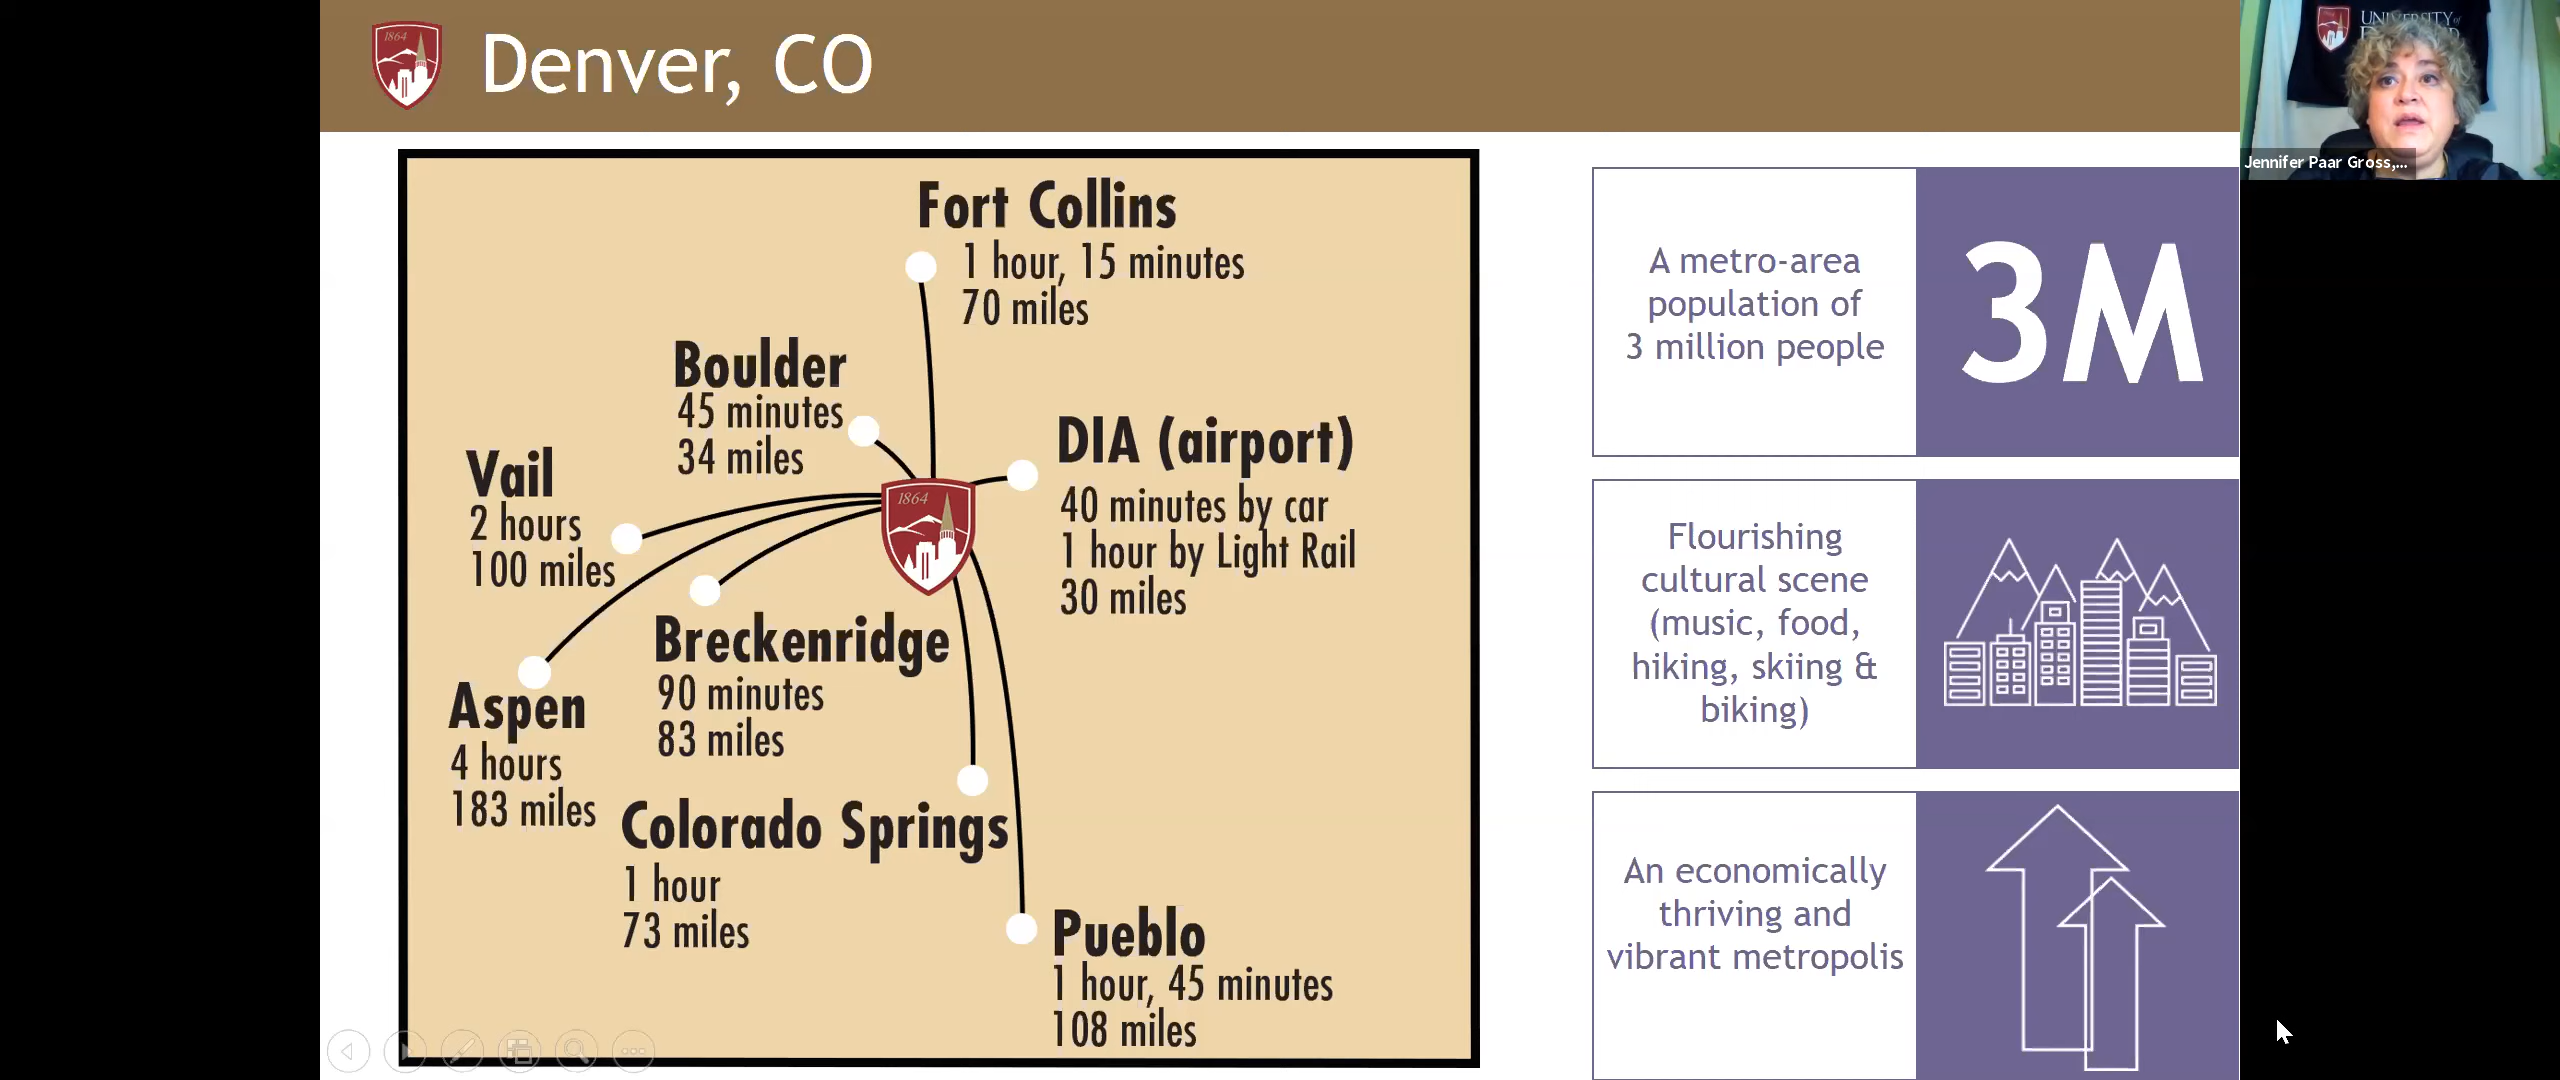 1864
Denver, CO
Fort Collins
1 hour, 15 minutes
70 miles
Boulder
45 minutes
34 miles
DIA (airport)
40 minutes by car
1 hour by Light Rail
30 miles
Vail
2 hours
100 miles
1864
Breckenridge
90 minutes
83 miles
Aspen
4 hours
183 miles
Colorado Springs
1 hour
73 miles
Pueblo
1 hour, 45 minutes
108 miles
A metro-area
population of
3 million people
3M
Flourishing
cultural scene
(music, food,
hiking, skiing &
biking)
An economically
thriving and
vibrant metropolis
UNIVERSITY of
Jennifer Paar Gross,...